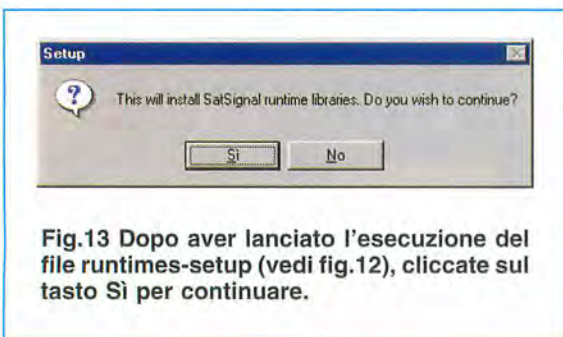 Setup
?
This will install SatSignal runtime libraries. Do you wish to continue?
Sì
No
Fig.13 Dopo aver lanciato l'esecuzione del
file runtimes-setup (vedi fig.12), cliccate sul
tasto Sì per continuare.